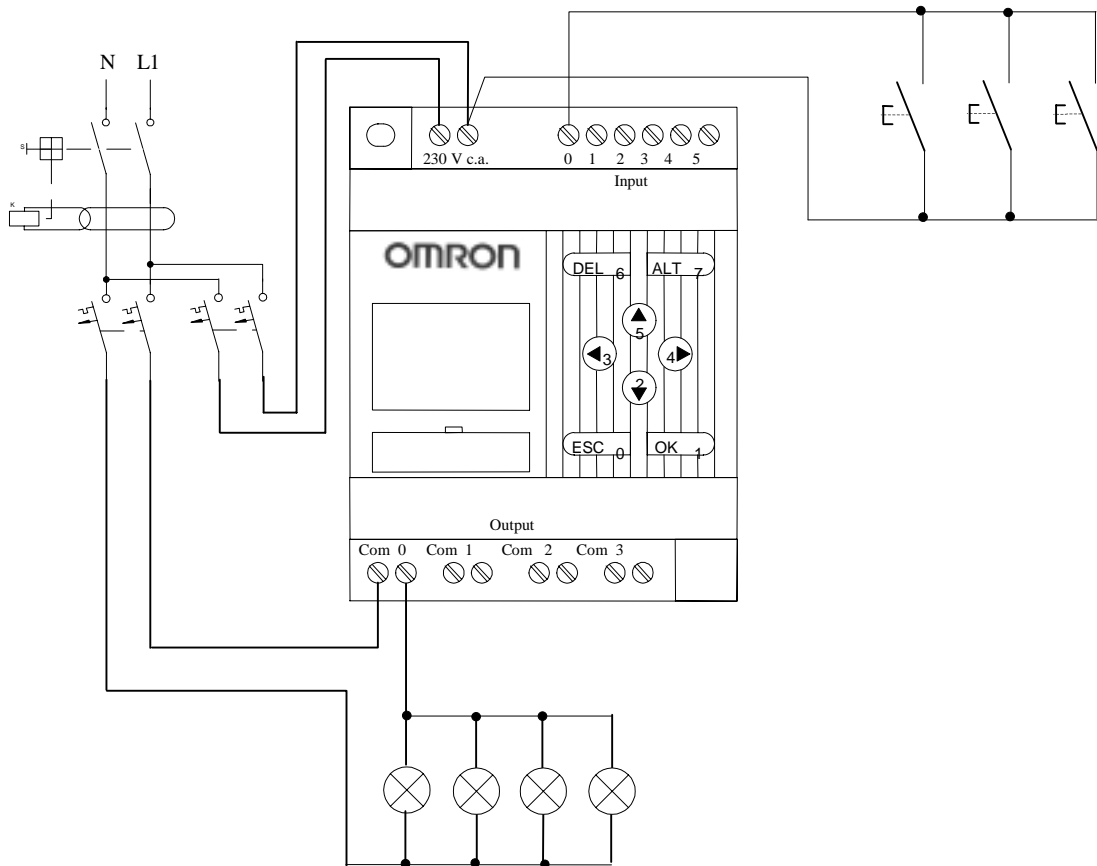 N L1
S
K
230 V c.a.
0 1 2 3 4 5
Input
OMRON
DEL 6 ALT 7
5
3 4
2
ESC 0 OK 1
Output
Com 0 Com 1 Com 2 Com 3